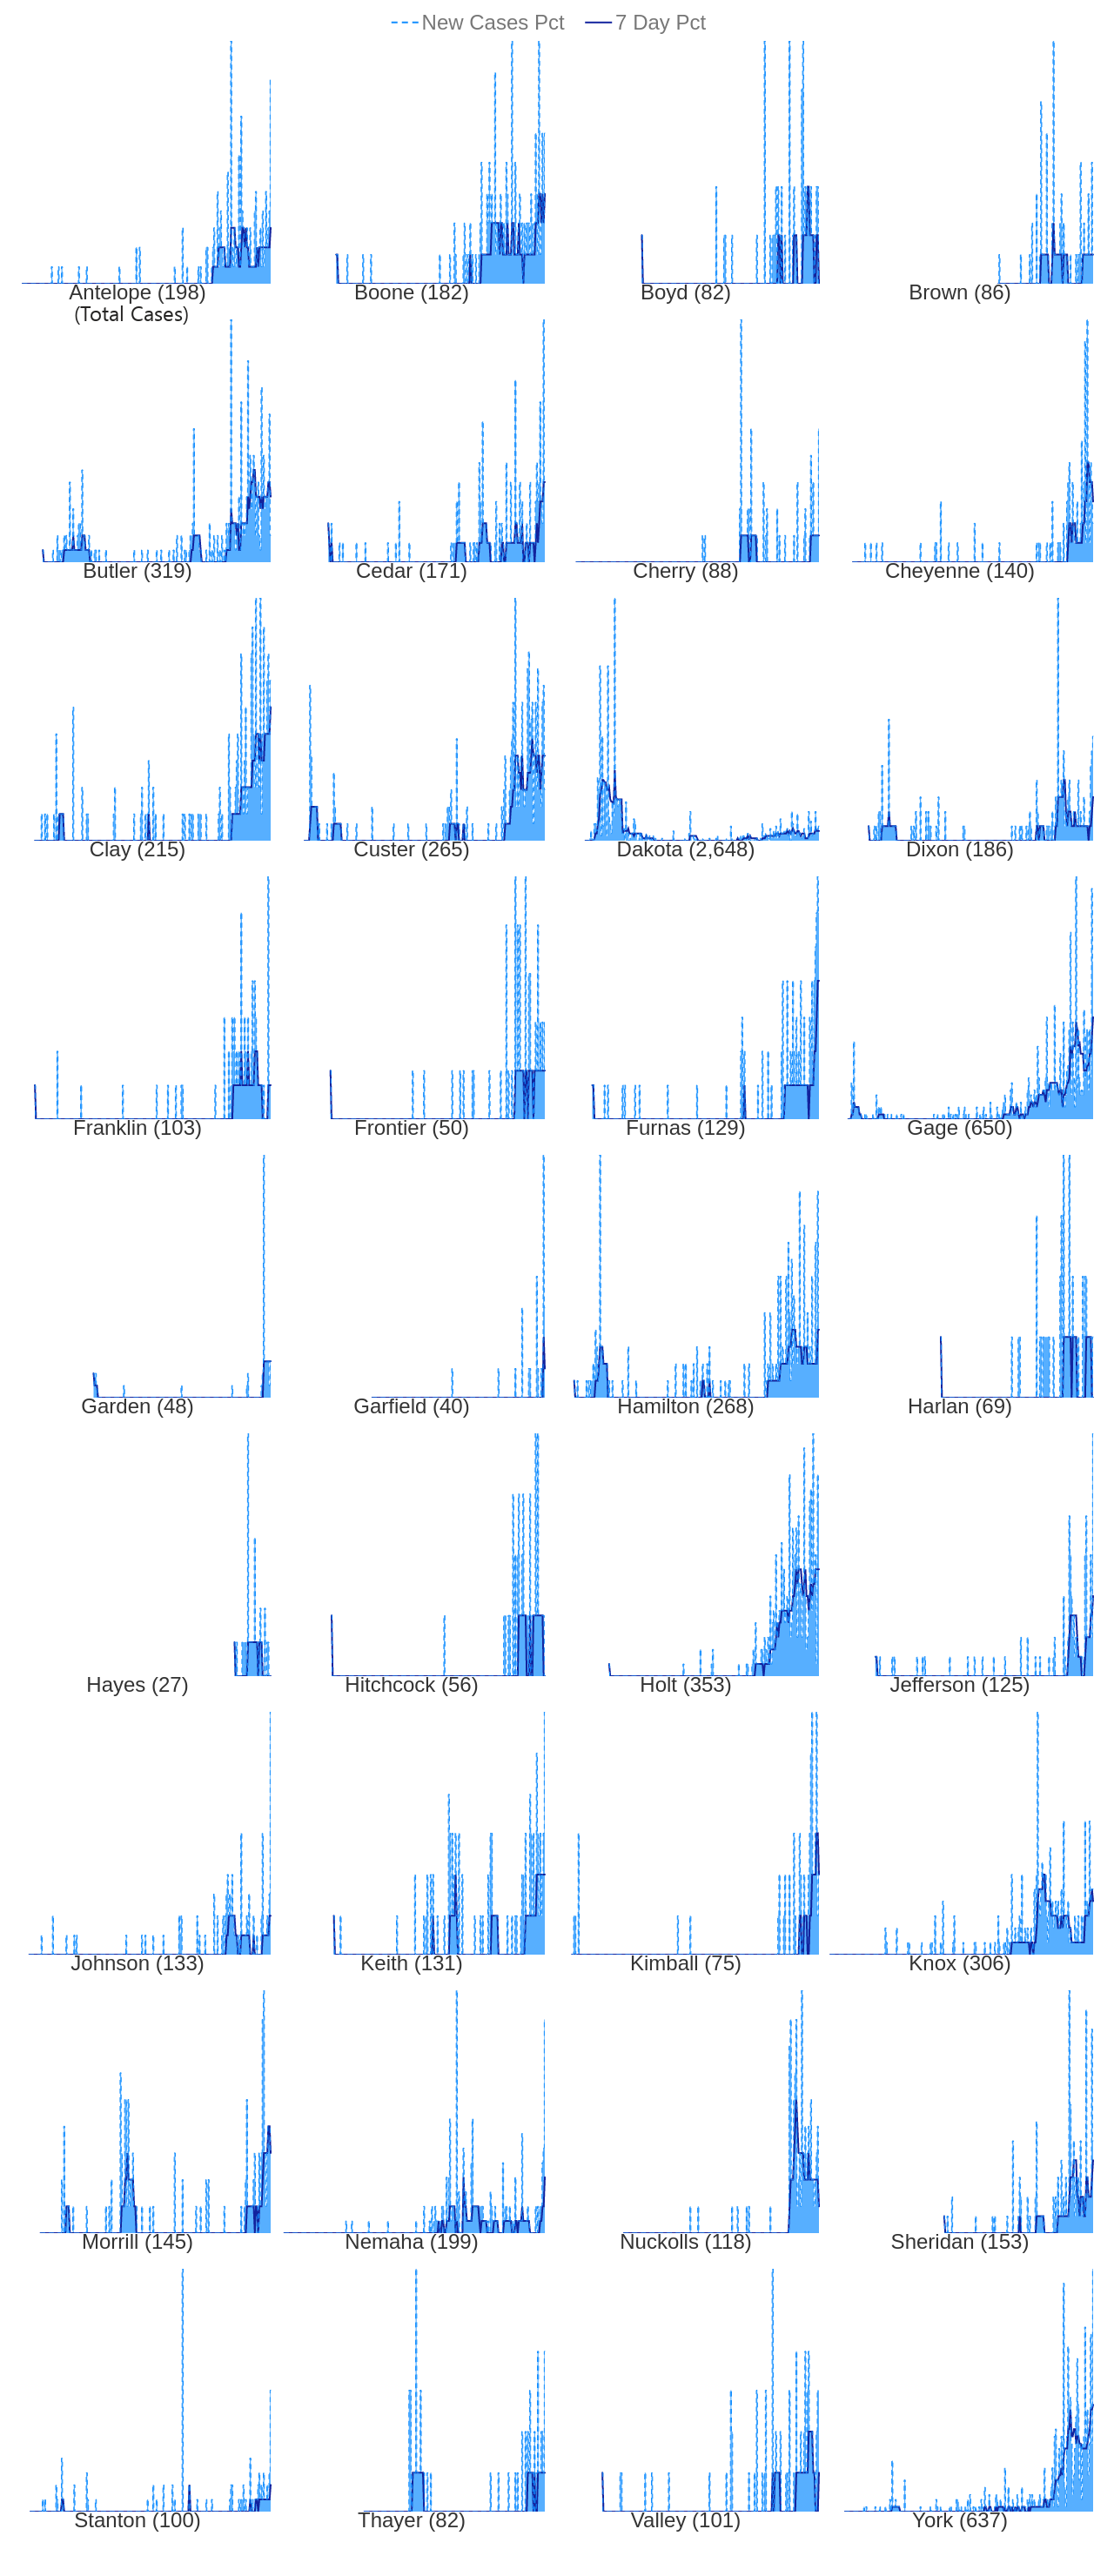 New Cases Pct 7 Day Pct
Antelope (198) Boone (182) Boyd (82) Brown (86)
(Total Cases)
Butler (319) Cedar (171) Cherry (88) Cheyenne (140)
Clay (215) Custer (265) Dakota (2,648) Dixon (186)
Franklin (103) Frontier (50) Furnas (129) Gage (650)
Garden (48) Garfield (40) Hamilton (268) Harlan (69)
Hayes (27) Hitchcock (56) Holt (353) Jefferson (125)
Johnson (133) Keith (131) Kimball (75) Knox (306)
Morrill (145) Nemaha (199) Nuckolls (118) Sheridan (153)
Stanton (100) Thayer (82) Valley (101) York (637)